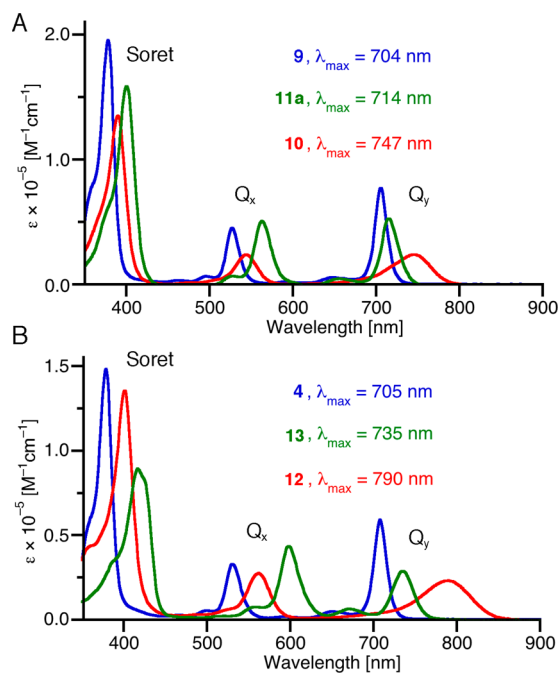 A
Soret
9, λmax = 704 nm
11a, λmax = 714 nm
10, λmax = 747 nm
Qx
Qy
ε × 10⁻⁵ [M⁻¹cm⁻¹]
2.0
1.0
0.0
400 500 600 700 800 900
Wavelength [nm]
B
Soret
4, λmax = 705 nm
13, λmax = 735 nm
12, λmax = 790 nm
Qx
Qy
ε × 10⁻⁵ [M⁻¹cm⁻¹]
1.5
1.0
0.5
0.0
400 500 600 700 800 900
Wavelength [nm]